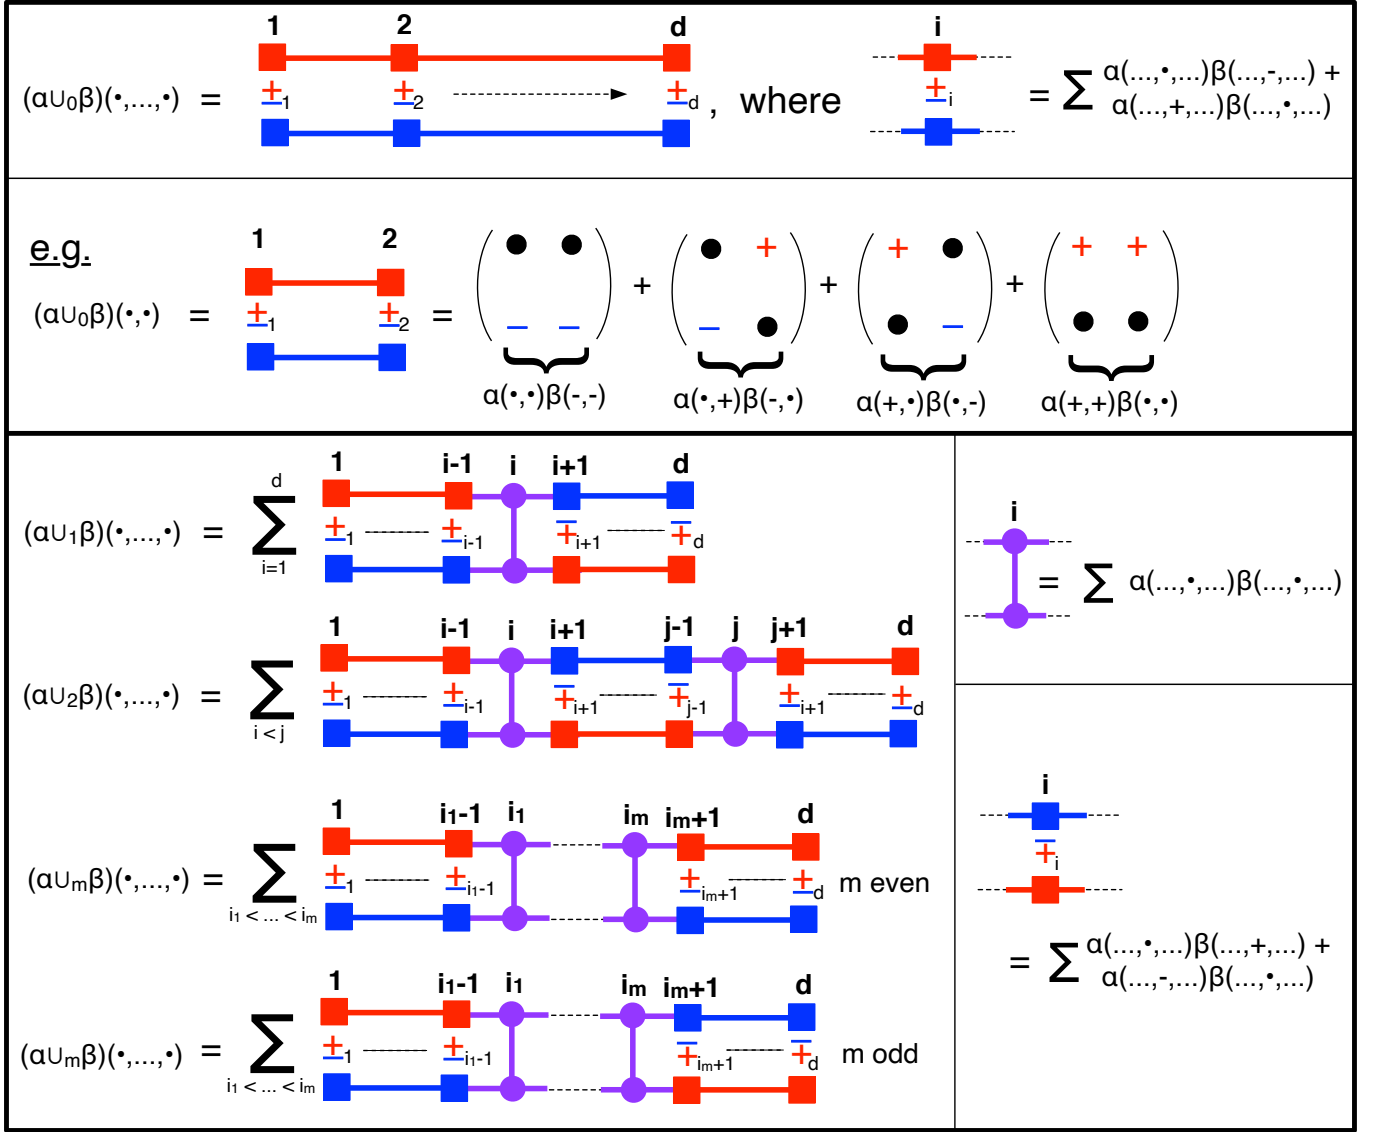 1 2 d i
(α∪₀β)(•,...,•) = ±₁ ±₂ ±d , where ±i = ∑ α(...,•,...)β(...,-,...) +
α(...,+,...)β(...,•,...)
e.g.
1 2
(α∪₀β)(•,•) = ±₁ ±₂ = (• • − −) + (• + − •) + (+ • • −) + (+ + • •)
α(•,•)β(-,-) α(•,+)β(-,•) α(+,•)β(•,-) α(+,+)β(•,•)
1 i-1 i i+1 d
(α∪₁β)(•,...,•) = ∑ ±₁ ±i-1 ∓i+1 ∓d
d
i=1
1 i-1 i i+1 j-1 j j+1 d
(α∪₂β)(•,...,•) = ∑ ±₁ ±i-1 ∓i+1 ∓j-1 ±i+1 ±d
i < j
1 i₁-1 i₁ iₘ iₘ+1 d
(α∪ₘβ)(•,...,•) = ∑ ±₁ ±i₁-1 ±iₘ+1 ±d m even
i₁ < ... < iₘ
1 i₁-1 i₁ iₘ iₘ+1 d
(α∪ₘβ)(•,...,•) = ∑ ±₁ ±i₁-1 ∓iₘ+1 ∓d m odd
i₁ < ... < iₘ
i
= ∑ α(...,•,...)β(...,•,...)
i
∓i
= ∑ α(...,•,...)β(...,+,...) +
α(...,-,...)β(...,•,...)